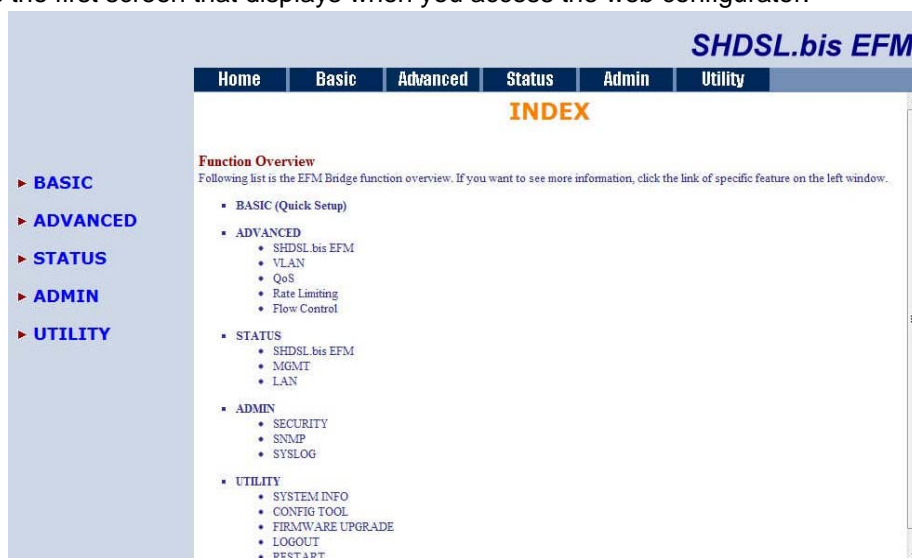 the first screen that displays when you access the web configurator.
SHDSL.bis EFM
Home Basic Advanced Status Admin Utility
INDEX
BASIC
ADVANCED
STATUS
ADMIN
UTILITY
Function Overview
Following list is the EFM Bridge function overview. If you want to see more information, click the link of specific feature on the left window.
BASIC (Quick Setup)
ADVANCED
SHDSL.bis EFM
VLAN
QoS
Rate Limiting
Flow Control
STATUS
SHDSL.bis EFM
MGMT
LAN
ADMIN
SECURITY
SNMP
SYSLOG
UTILITY
SYSTEM INFO
CONFIG TOOL
FIRMWARE UPGRADE
LOGOUT
RESTART